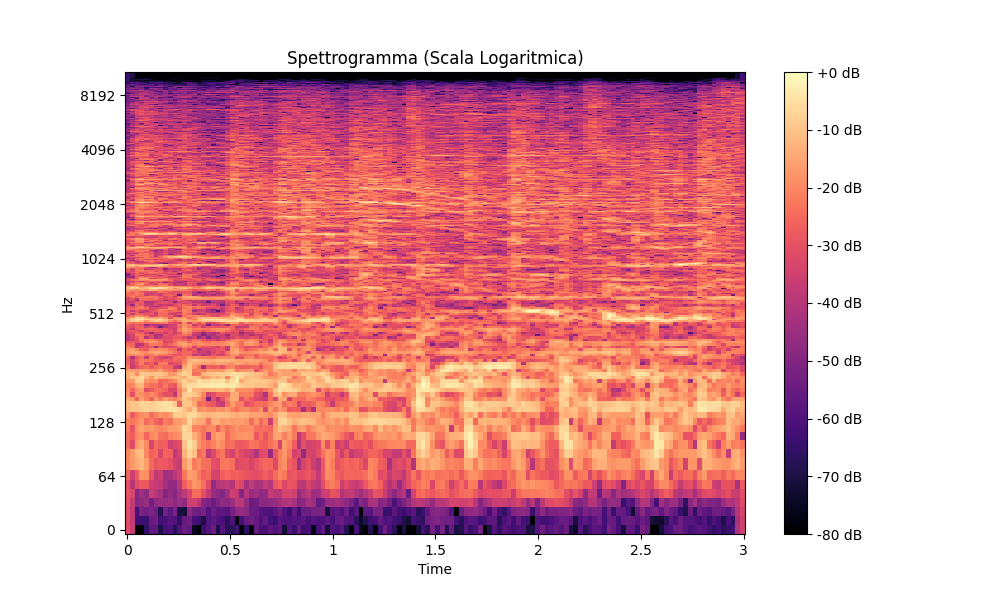 Spettrogramma (Scala Logaritmica)
8192
4096
2048
1024
512
256
128
64
0
Hz
0
0.5
1
1.5
2
2.5
3
Time
+0 dB
-10 dB
-20 dB
-30 dB
-40 dB
-50 dB
-60 dB
-70 dB
-80 dB